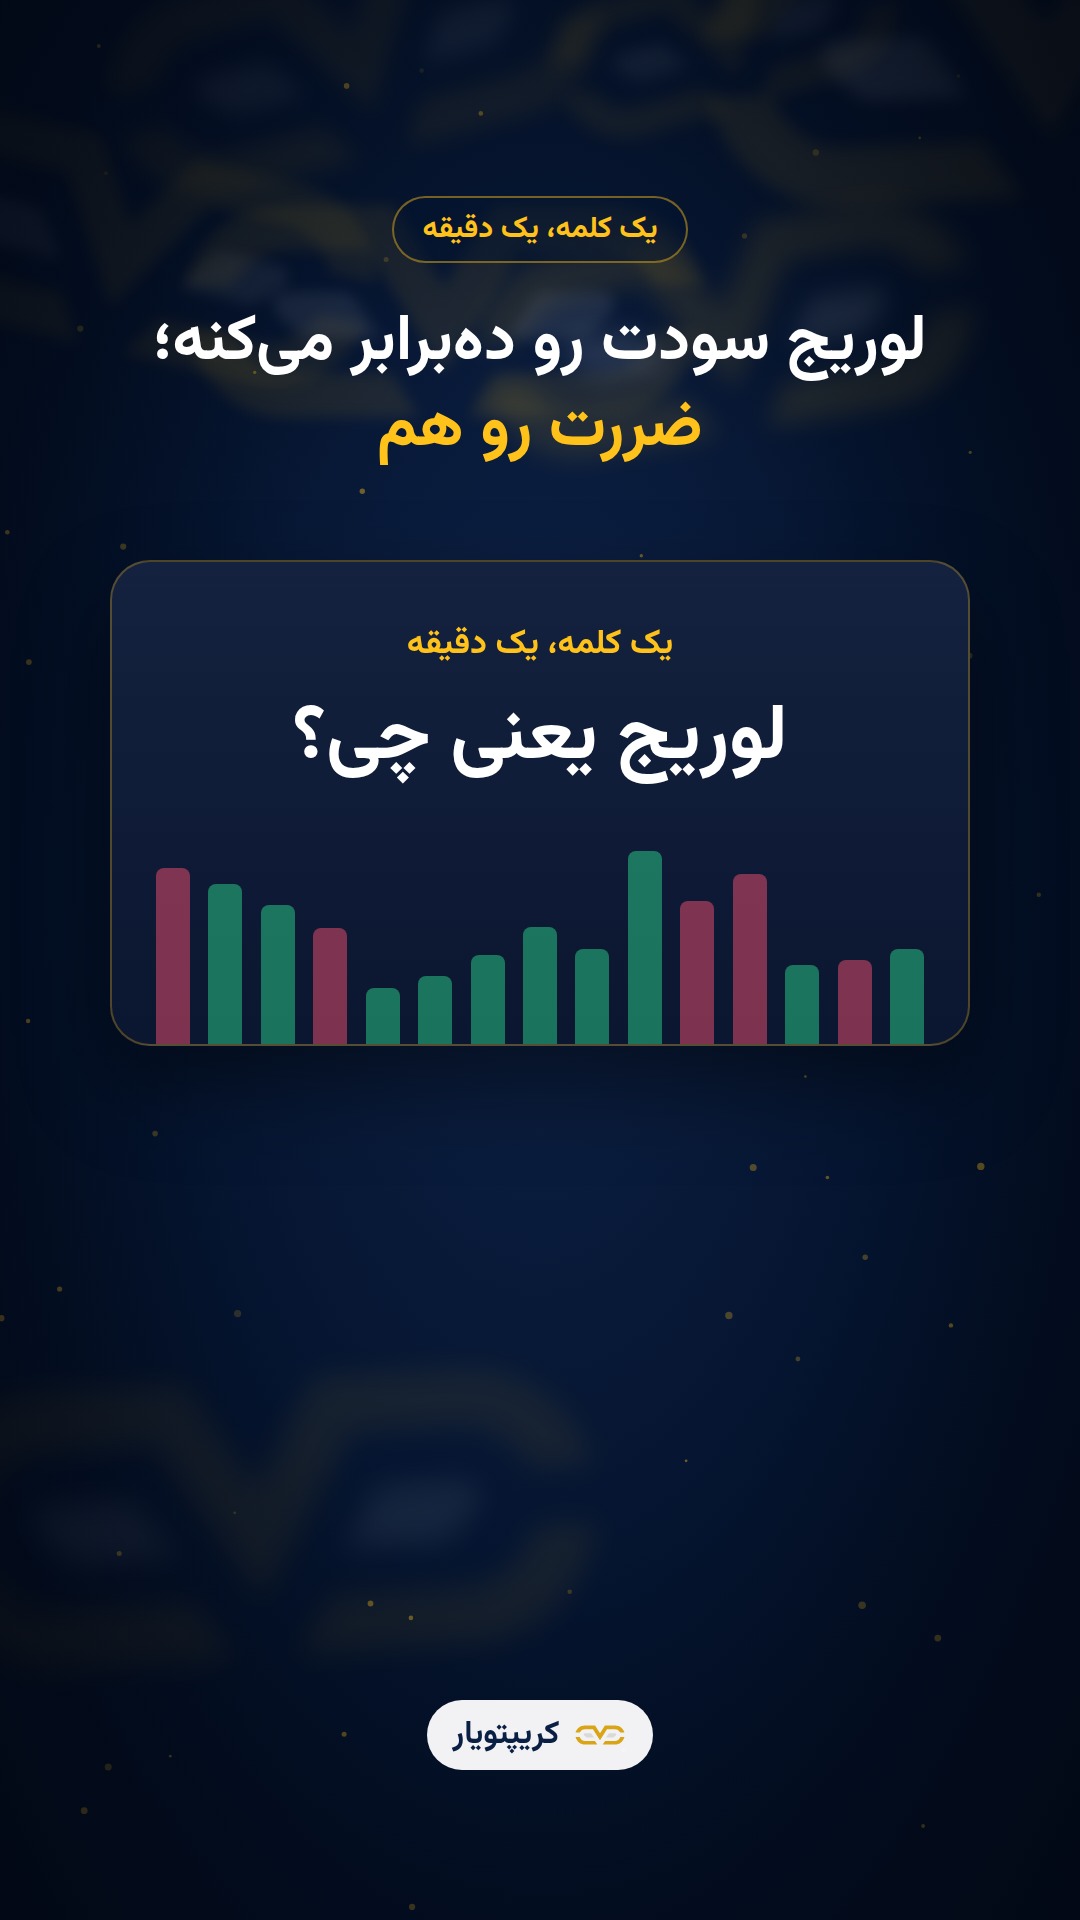 یک کلمه، یک دقیقه
لوریج سودت رو ده‌برابر می‌کنه؛
ضررت رو هم
یک کلمه، یک دقیقه
لوریج یعنی چی؟
کریپتویار